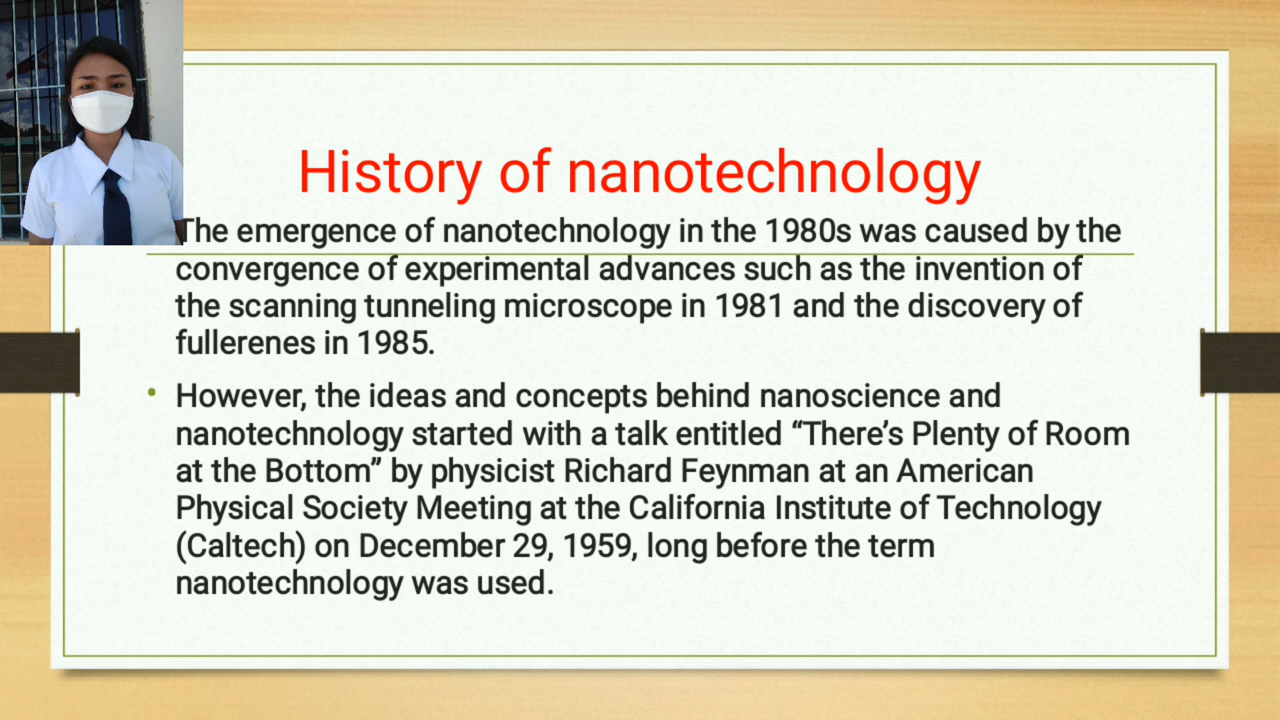 History of nanotechnology
The emergence of nanotechnology in the 1980s was caused by the
convergence of experimental advances such as the invention of
the scanning tunneling microscope in 1981 and the discovery of
fullerenes in 1985.
• However, the ideas and concepts behind nanoscience and
nanotechnology started with a talk entitled “There’s Plenty of Room
at the Bottom” by physicist Richard Feynman at an American
Physical Society Meeting at the California Institute of Technology
(Caltech) on December 29, 1959, long before the term
nanotechnology was used.